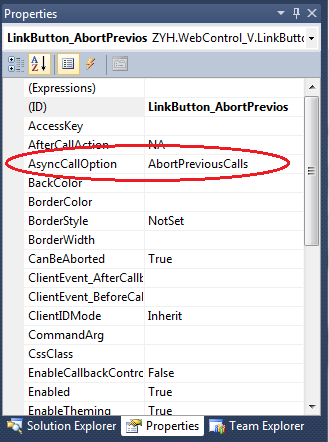 Properties
LinkButton_AbortPrevios ZYH.WebControl_V.LinkButto
(Expressions)
(ID) LinkButton_AbortPrevios
AccessKey
AfterCallAction NA
AsyncCallOption AbortPreviousCalls
BackColor
BorderColor
BorderStyle NotSet
BorderWidth
CanBeAborted True
ClientEvent_AfterCallb
ClientEvent_BeforeCal
ClientIDMode Inherit
CommandArg
CssClass
EnableCallbackContro False
Enabled True
EnableTheming True
Solution Explorer Properties Team Explorer